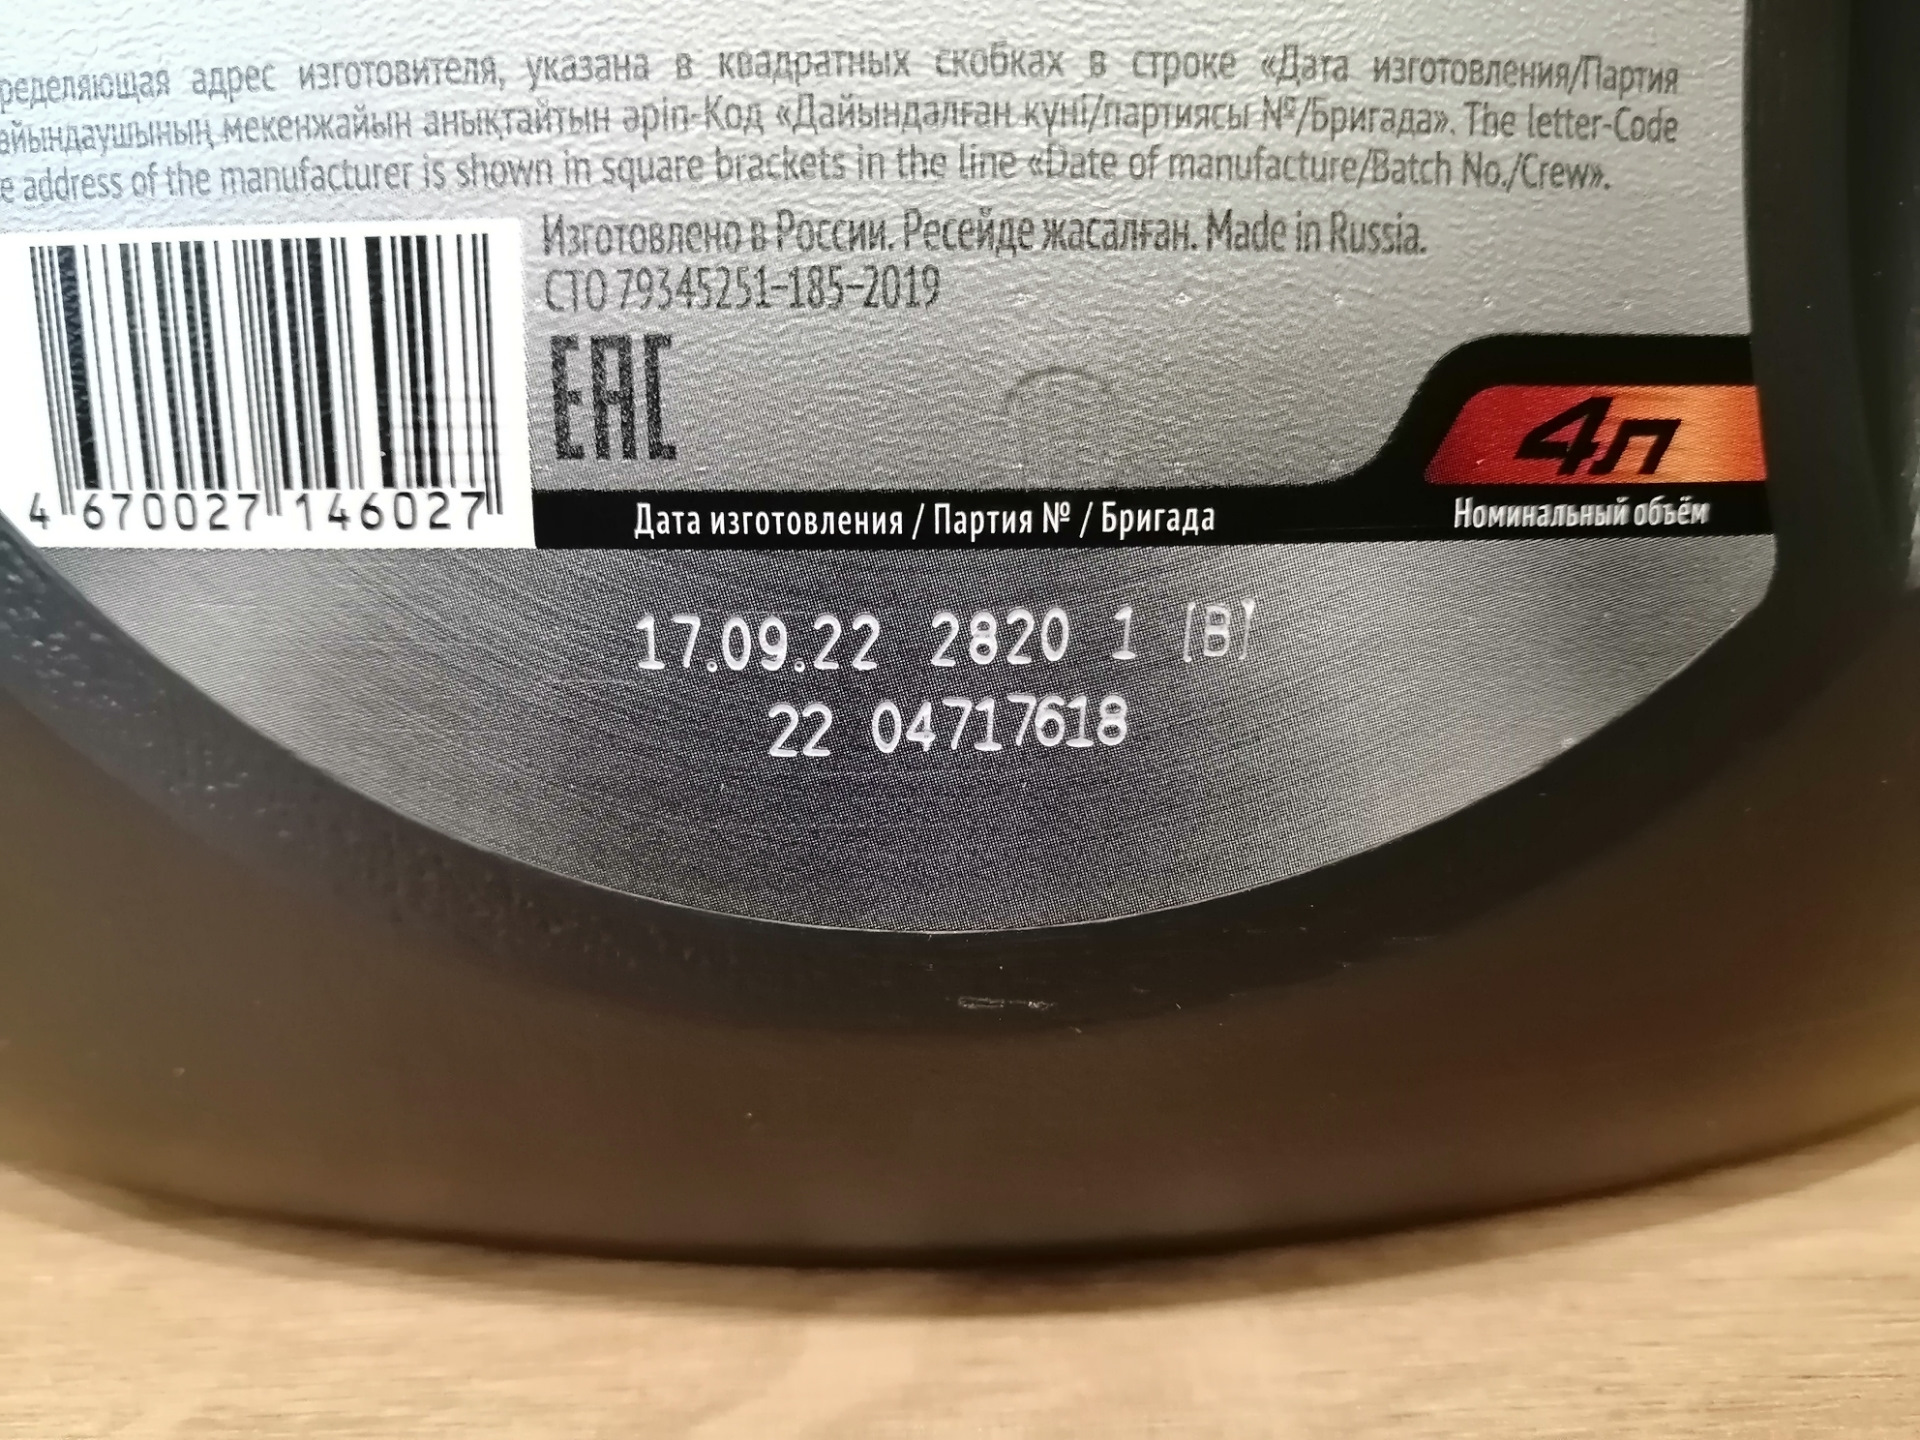 ределяющая адрес изготовителя, указана в квадратных скобках в строке «Дата изготовления/Партия
айындаушының мекенжайын анықтайтын әріп-Код «Дайындалған күні/партиясы №/Бригада». The letter-Code
e address of the manufacturer is shown in square brackets in the line «Date of manufacture/Batch No./Crew».
Изготовлено в России. Ресейде жасалған. Made in Russia.
СТО 79345251-185-2019
EAC
4 670027 146027
4л
Номинальный объём
Дата изготовления / Партия № / Бригада
17.09.22 2820 1 [B]
22 04717618